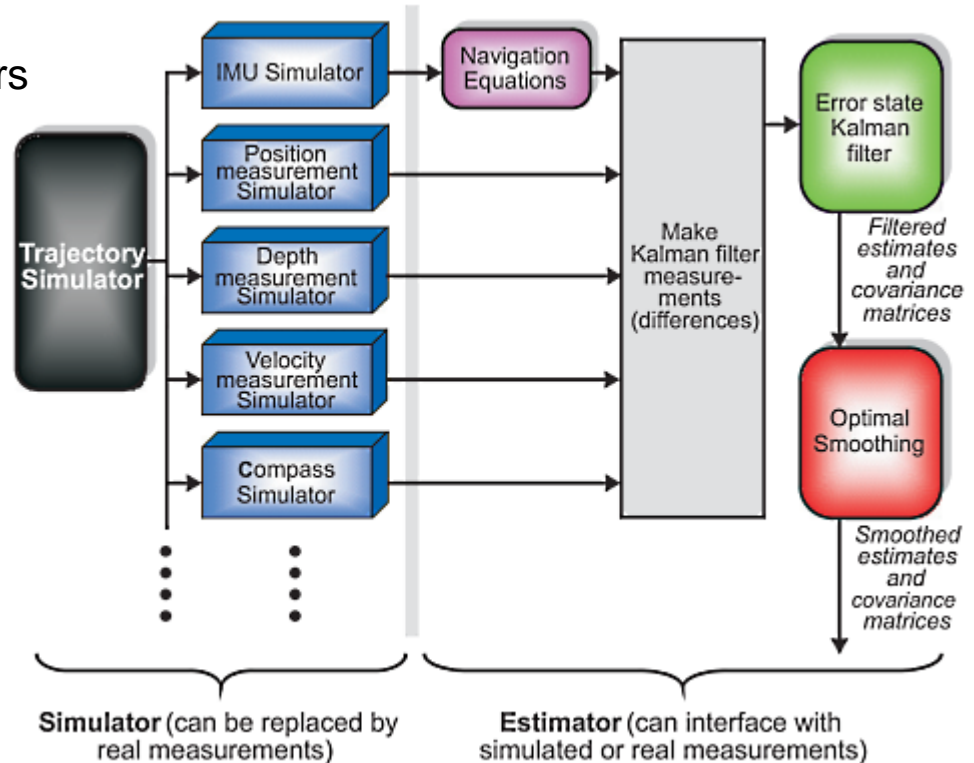 rs
IMU Simulator
Navigation
Equations
Error state
Kalman
filter
Position
measurement
Simulator
Trajectory
Simulator
Depth
measurement
Simulator
Make
Kalman filter
measure-
ments
(differences)
Filtered
estimates
and
covariance
matrices
Velocity
measurement
Simulator
Optimal
Smoothing
Compass
Simulator
Smoothed
estimates
and
covariance
matrices
Simulator (can be replaced by
real measurements)
Estimator (can interface with
simulated or real measurements)